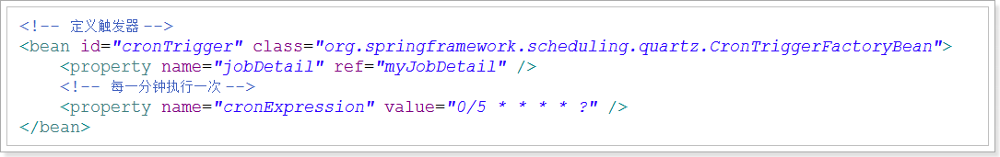 <!-- 定义触发器 -->
<bean id="cronTrigger" class="org.springframework.scheduling.quartz.CronTriggerFactoryBean">
    <property name="jobDetail" ref="myJobDetail" />
    <!-- 每一分钟执行一次 -->
    <property name="cronExpression" value="0/5 * * * * ?" />
</bean>